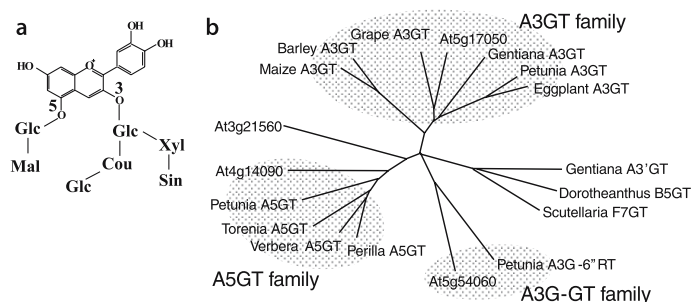 a
OH
OH
HO
O+
3
5
O
O
Glc
Mal
Glc
Cou
Glc
Xyl
Sin
b
A3GT family
Grape A3GT
At5g17050
Barley A3GT
Gentiana A3GT
Maize A3GT
Petunia A3GT
Eggplant A3GT
At3g21560
At4g14090
Gentiana A3'GT
Petunia A5GT
Dorotheanthus B5GT
Torenia A5GT
Scutellaria F7GT
Verbera A5GT
Perilla A5GT
Petunia A3G-6"RT
A5GT family
At5g54060
A3G-GT family